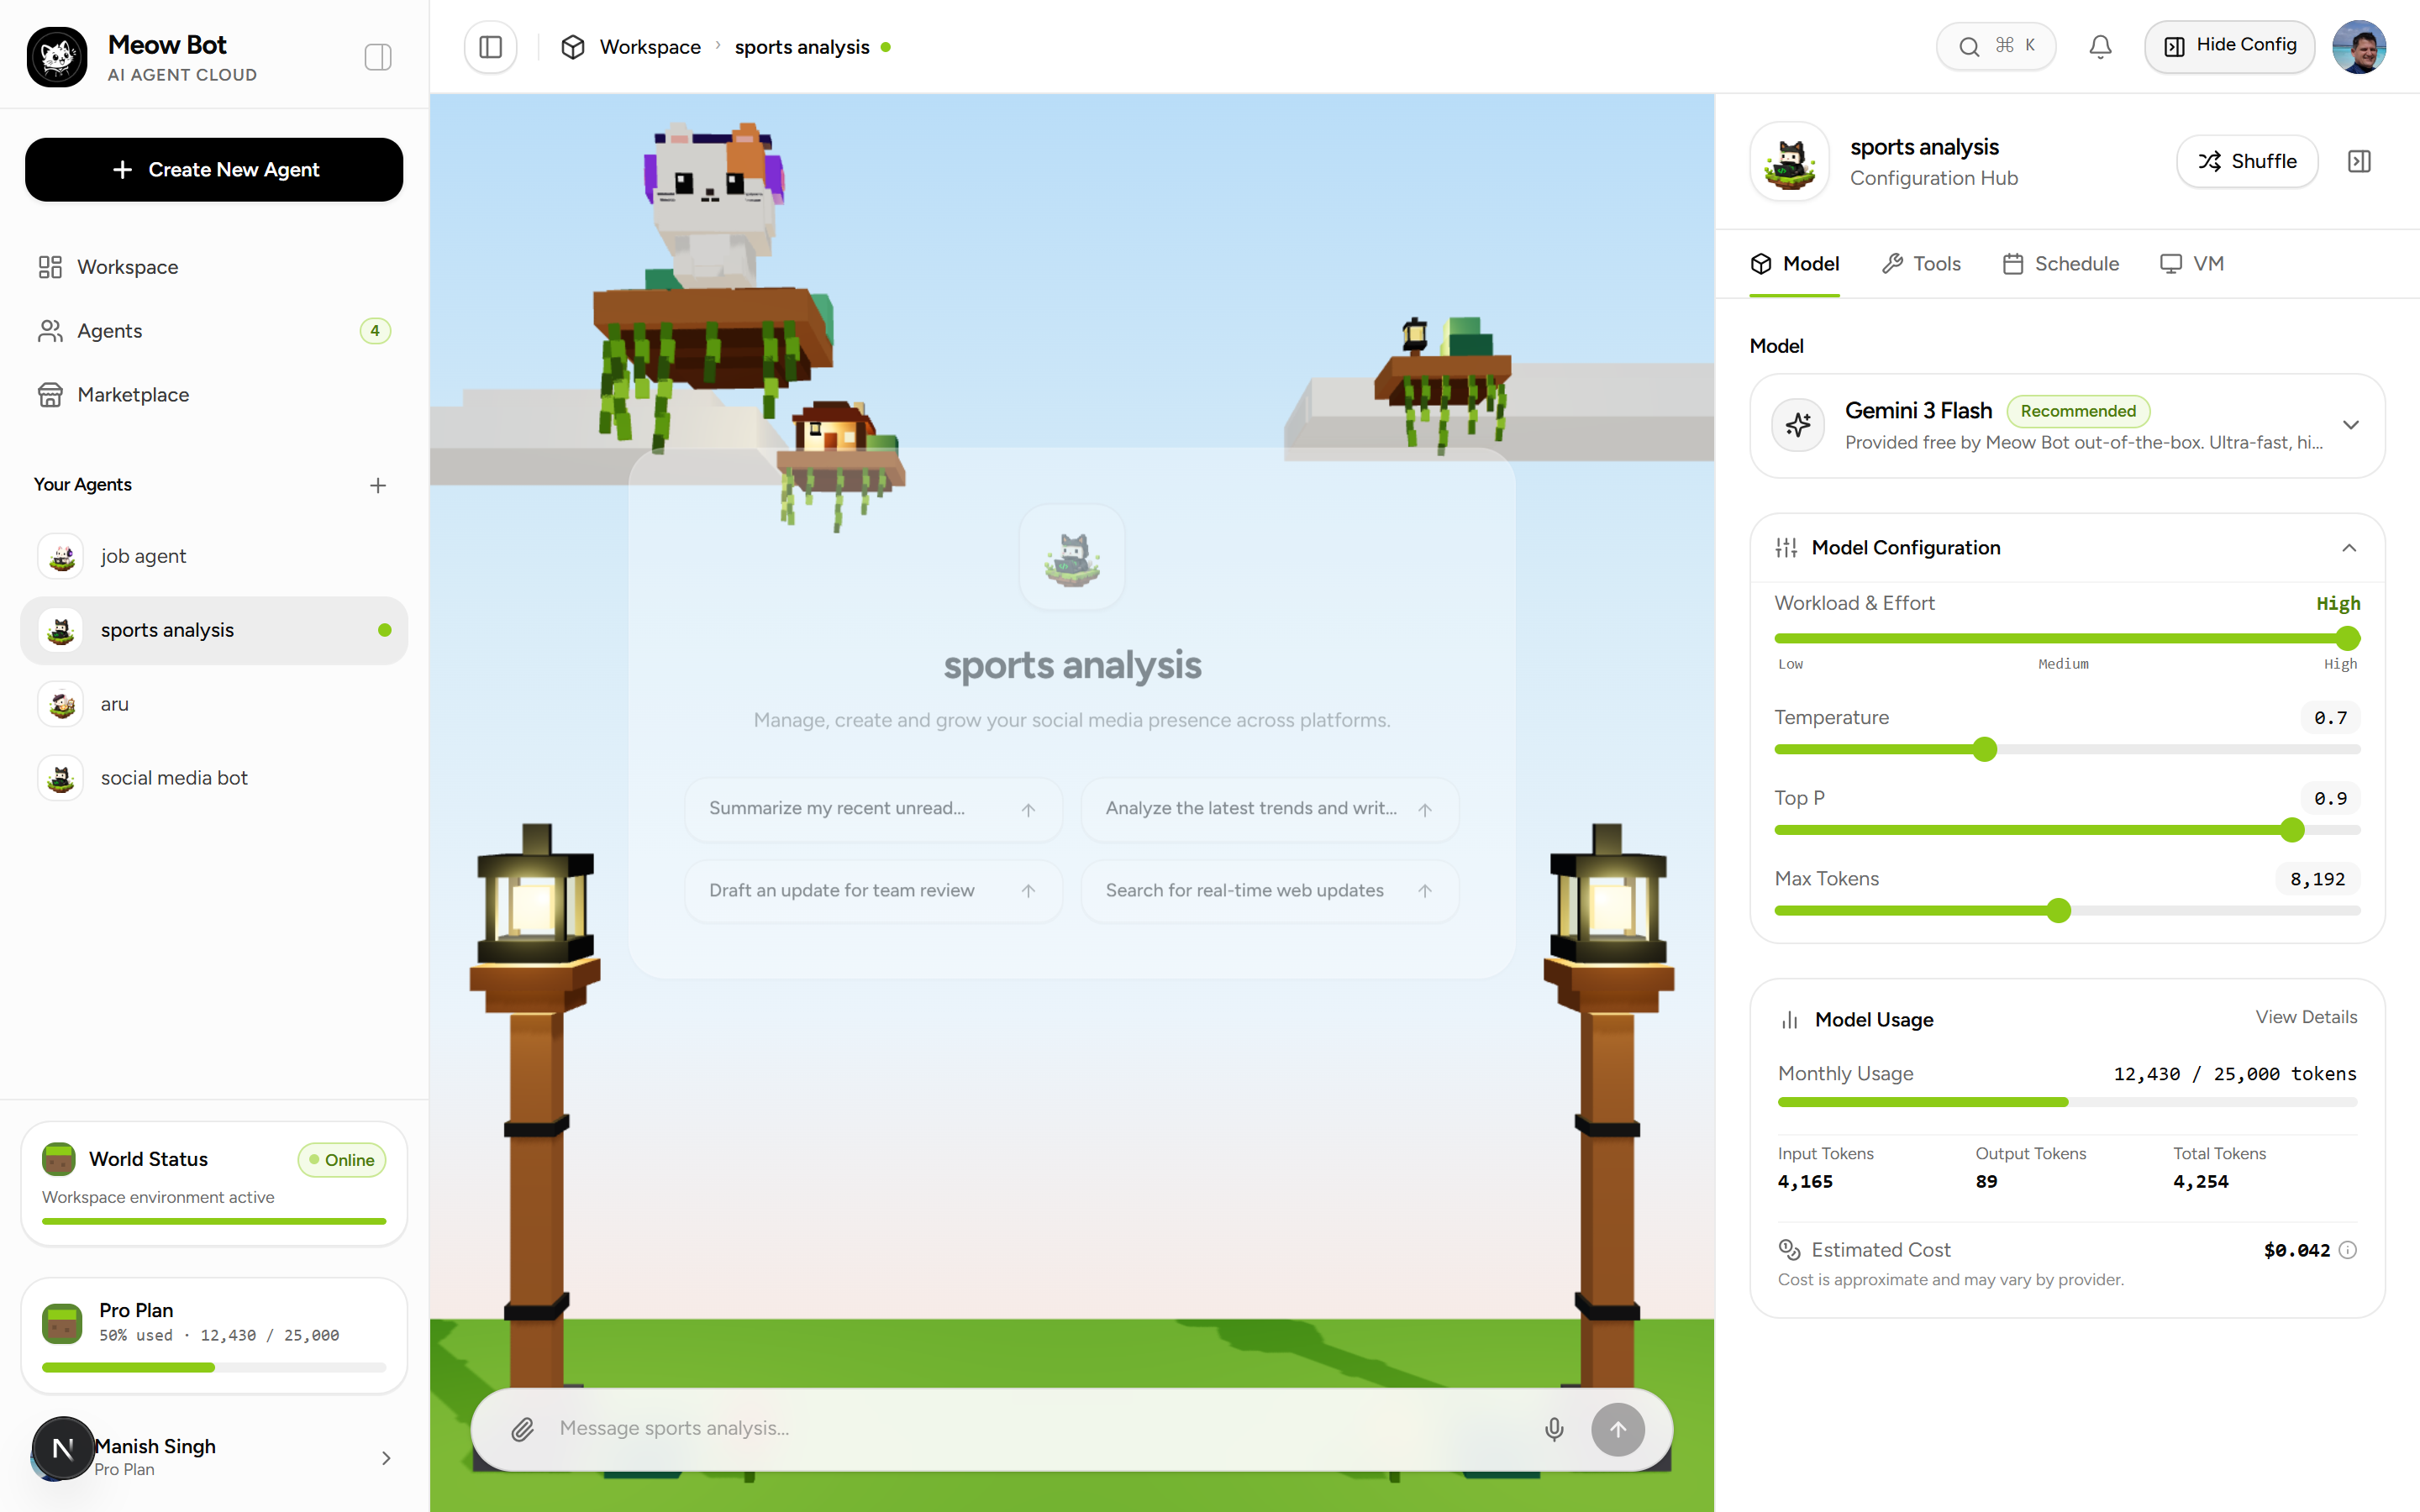 Meow Bot
AI AGENT CLOUD
Create New Agent
Workspace
Agents
4
Marketplace
Your Agents
job agent
sports analysis
aru
social media bot
World Status
Online
Workspace environment active
Pro Plan
50% used · 12,430 / 25,000
N
Manish Singh
Pro Plan
Workspace › sports analysis
⌘ K
Hide Config
sports analysis
Manage, create and grow your social media presence across platforms.
Summarize my recent unread...
Analyze the latest trends and writ...
Draft an update for team review
Search for real-time web updates
Message sports analysis...
sports analysis
Configuration Hub
Shuffle
Model
Tools
Schedule
VM
Model
Gemini 3 Flash
Recommended
Provided free by Meow Bot out-of-the-box. Ultra-fast, hi...
Model Configuration
Workload & Effort
High
Low
Medium
High
Temperature
0.7
Top P
0.9
Max Tokens
8,192
Model Usage
View Details
Monthly Usage
12,430 / 25,000 tokens
Input Tokens
Output Tokens
Total Tokens
4,165
89
4,254
Estimated Cost
$0.042
Cost is approximate and may vary by provider.